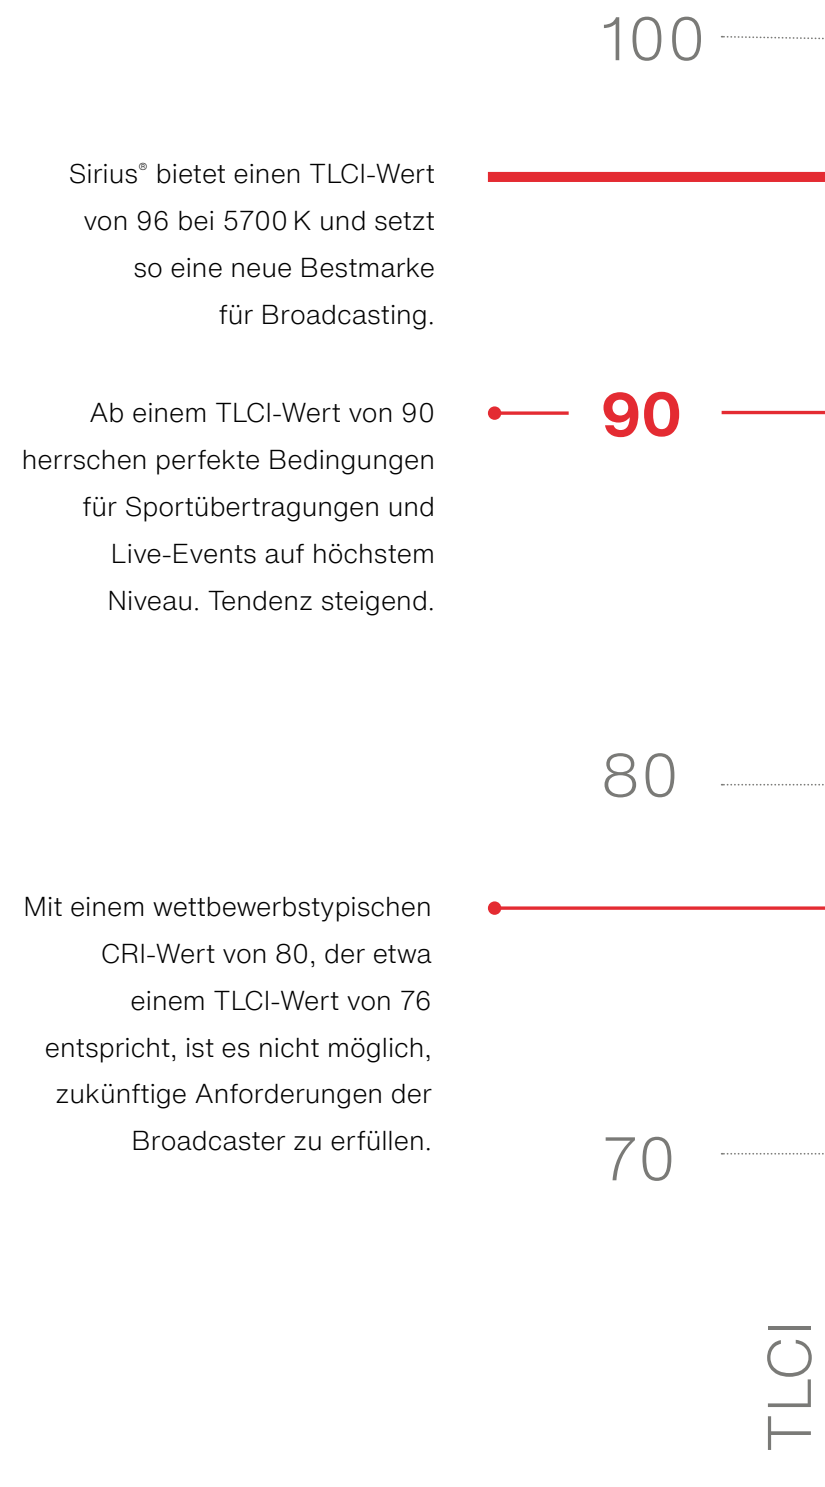 100
Sirius® bietet einen TLCI-Wert
von 96 bei 5700 K und setzt
so eine neue Bestmarke
für Broadcasting.
Ab einem TLCI-Wert von 90
herrschen perfekte Bedingungen
für Sportübertragungen und
Live-Events auf höchstem
Niveau. Tendenz steigend.
90
80
Mit einem wettbewerbstypischen
CRI-Wert von 80, der etwa
einem TLCI-Wert von 76
entspricht, ist es nicht möglich,
zukünftige Anforderungen der
Broadcaster zu erfüllen.
70
TLCI